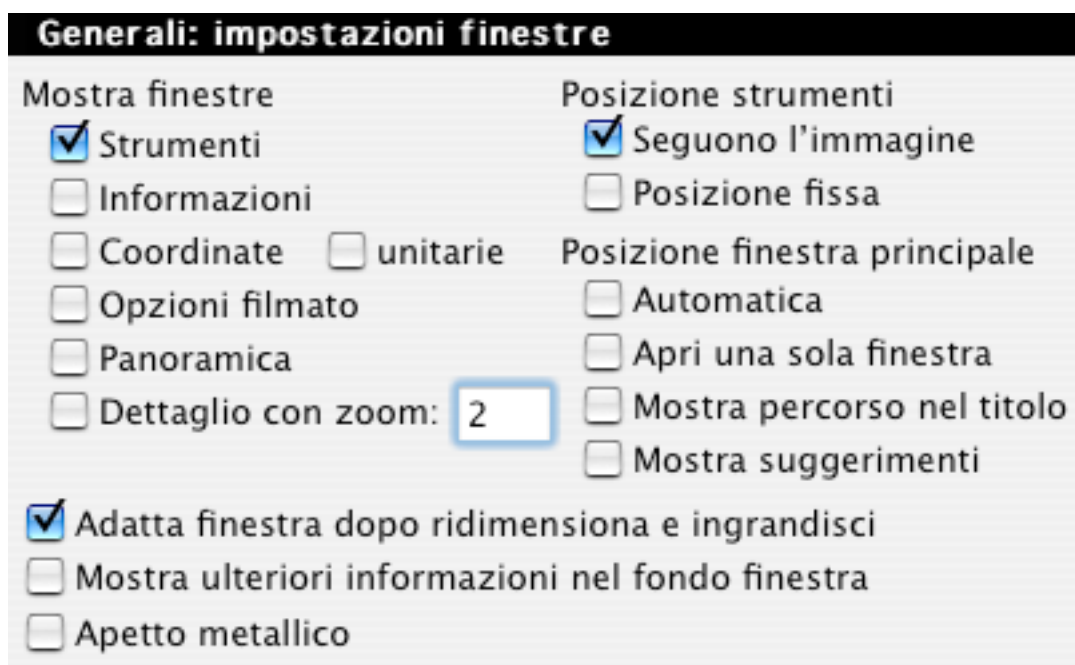 Generali: impostazioni finestre
Mostra finestre
Strumenti
Informazioni
Coordinate unitarie
Opzioni filmato
Panoramica
Dettaglio con zoom: 2
Posizione strumenti
Seguono l'immagine
Posizione fissa
Posizione finestra principale
Automatica
Apri una sola finestra
Mostra percorso nel titolo
Mostra suggerimenti
Adatta finestra dopo ridimensiona e ingrandisci
Mostra ulteriori informazioni nel fondo finestra
Apetto metallico